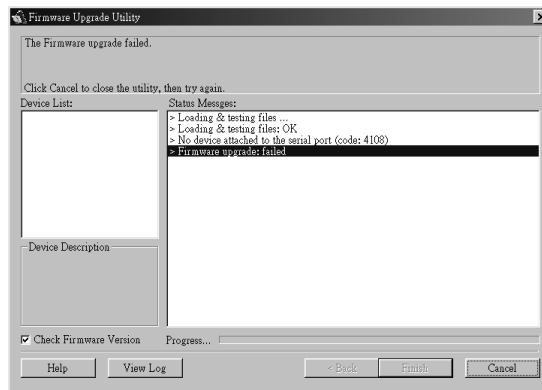 Firmware Upgrade Utility
The Firmware upgrade failed.
Click Cancel to close the utility, then try again.
Device List:
Status Messges:
> Loading & testing files ...
> Loading & testing files: OK
> No device attached to the serial port (code: 4108)
> Firmware upgrade: failed
Device Description
Check Firmware Version
Progress...
Help
View Log
< Back
Finish
Cancel